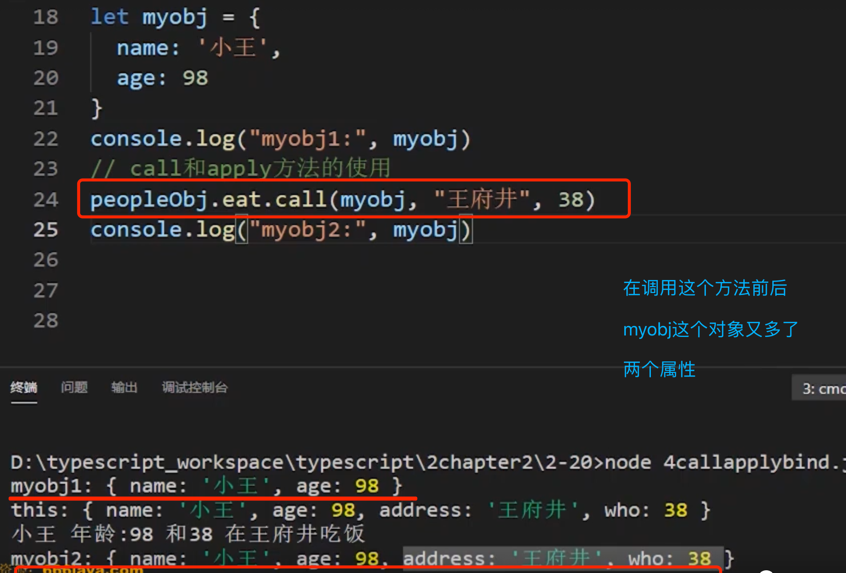 18 let myobj = {
19 name: '小王',
20 age: 98
21 }
22 console.log("myobj1:", myobj)
23 // call和apply方法的使用
24 peopleObj.eat.call(myobj, "王府井", 38)
25 console.log("myobj2:", myobj)
26
27
28
在调用这个方法前后
myobj这个对象又多了
两个属性
终端 问题 输出 调试控制台 3: cmd
D:\typescript_workspace\typescript\2chapter2\2-20>node 4callapplybind.j
myobj1: { name: '小王', age: 98 }
this: { name: '小王', age: 98, address: '王府井', who: 38 }
小王 年龄:98 和38 在王府井吃饭
myobj2: { name: '小王', age: 98, address: '王府井', who: 38 }